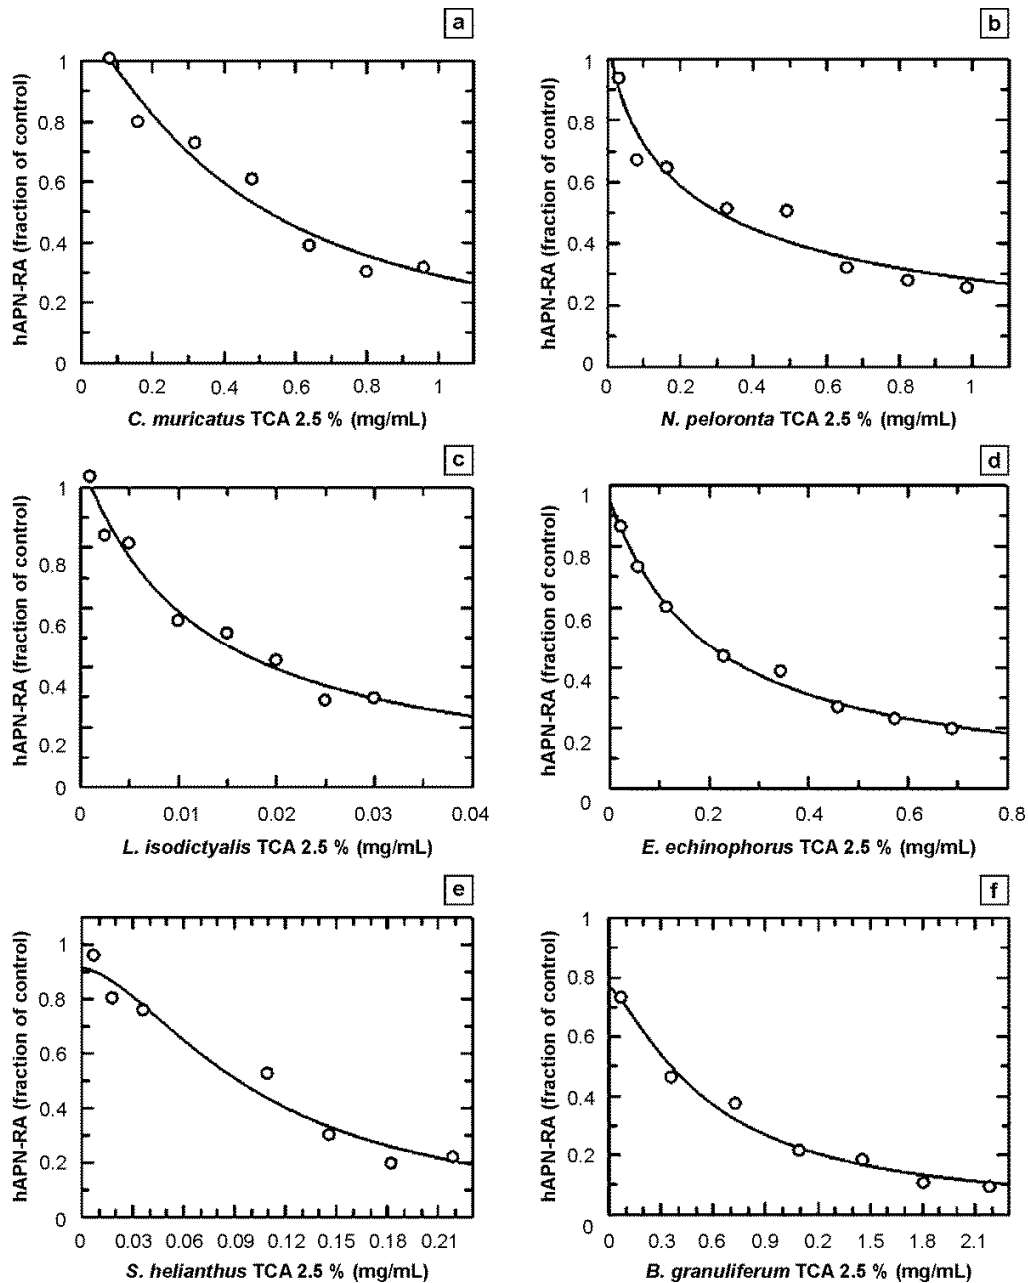 a
hAPN-RA (fraction of control)
1
0.8
0.6
0.4
0.2
0
0 0.2 0.4 0.6 0.8 1
C. muricatus TCA 2.5 % (mg/mL)
b
hAPN-RA (fraction of control)
1
0.8
0.6
0.4
0.2
0
0 0.2 0.4 0.6 0.8 1
N. peloronta TCA 2.5 % (mg/mL)
c
hAPN-RA (fraction of control)
1
0.8
0.6
0.4
0.2
0
0 0.01 0.02 0.03 0.04
L. isodictyalis TCA 2.5 % (mg/mL)
d
hAPN-RA (fraction of control)
1
0.8
0.6
0.4
0.2
0
0 0.2 0.4 0.6 0.8
E. echinophorus TCA 2.5 % (mg/mL)
e
hAPN-RA (fraction of control)
1
0.8
0.6
0.4
0.2
0
0 0.03 0.06 0.09 0.12 0.15 0.18 0.21
S. helianthus TCA 2.5 % (mg/mL)
f
hAPN-RA (fraction of control)
1
0.8
0.6
0.4
0.2
0
0 0.3 0.6 0.9 1.2 1.5 1.8 2.1
B. granuliferum TCA 2.5 % (mg/mL)